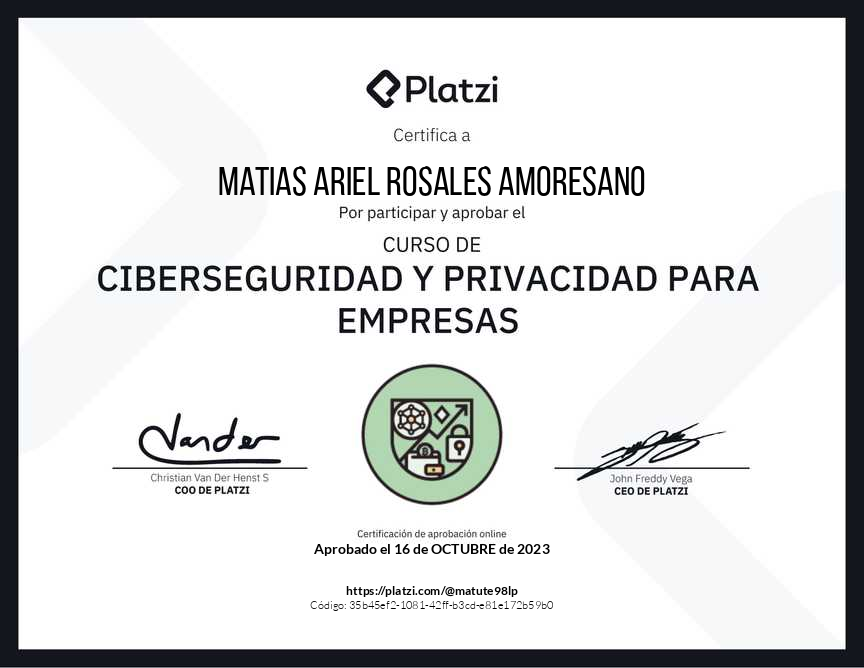 Platzi
Certifica a
MATIAS ARIEL ROSALES AMORESANO
Por participar y aprobar el
CURSO DE
CIBERSEGURIDAD Y PRIVACIDAD PARA
EMPRESAS
Vander
Christian Van Der Henst S
COO DE PLATZI
John Freddy Vega
CEO DE PLATZI
Certificación de aprobación online
Aprobado el 16 de OCTUBRE de 2023
https://platzi.com/@matute98lp
Código: 35b45ef2-1081-42ff-b3cd-e81e172b59b0